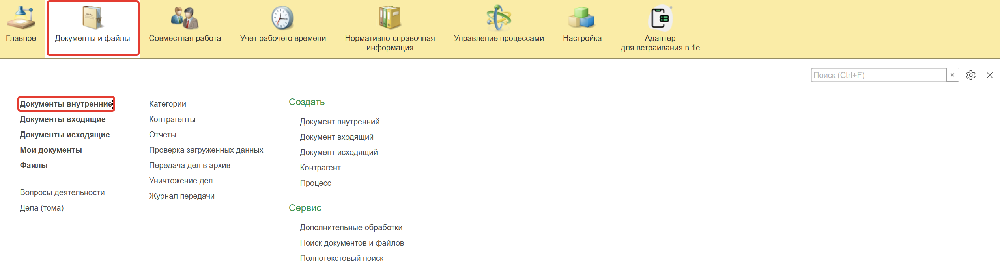 Главное
Документы и файлы
Совместная работа
Учет рабочего времени
Нормативно-справочная
информация
Управление процессами
Настройка
Адаптер
для встраивания в 1с
Поиск (Ctrl+F)
Документы внутренние
Документы входящие
Документы исходящие
Мои документы
Файлы
Вопросы деятельности
Дела (тома)
Категории
Контрагенты
Отчеты
Проверка загруженных данных
Передача дел в архив
Уничтожение дел
Журнал передачи
Создать
Документ внутренний
Документ входящий
Документ исходящий
Контрагент
Процесс
Сервис
Дополнительные обработки
Поиск документов и файлов
Полнотекстовый поиск